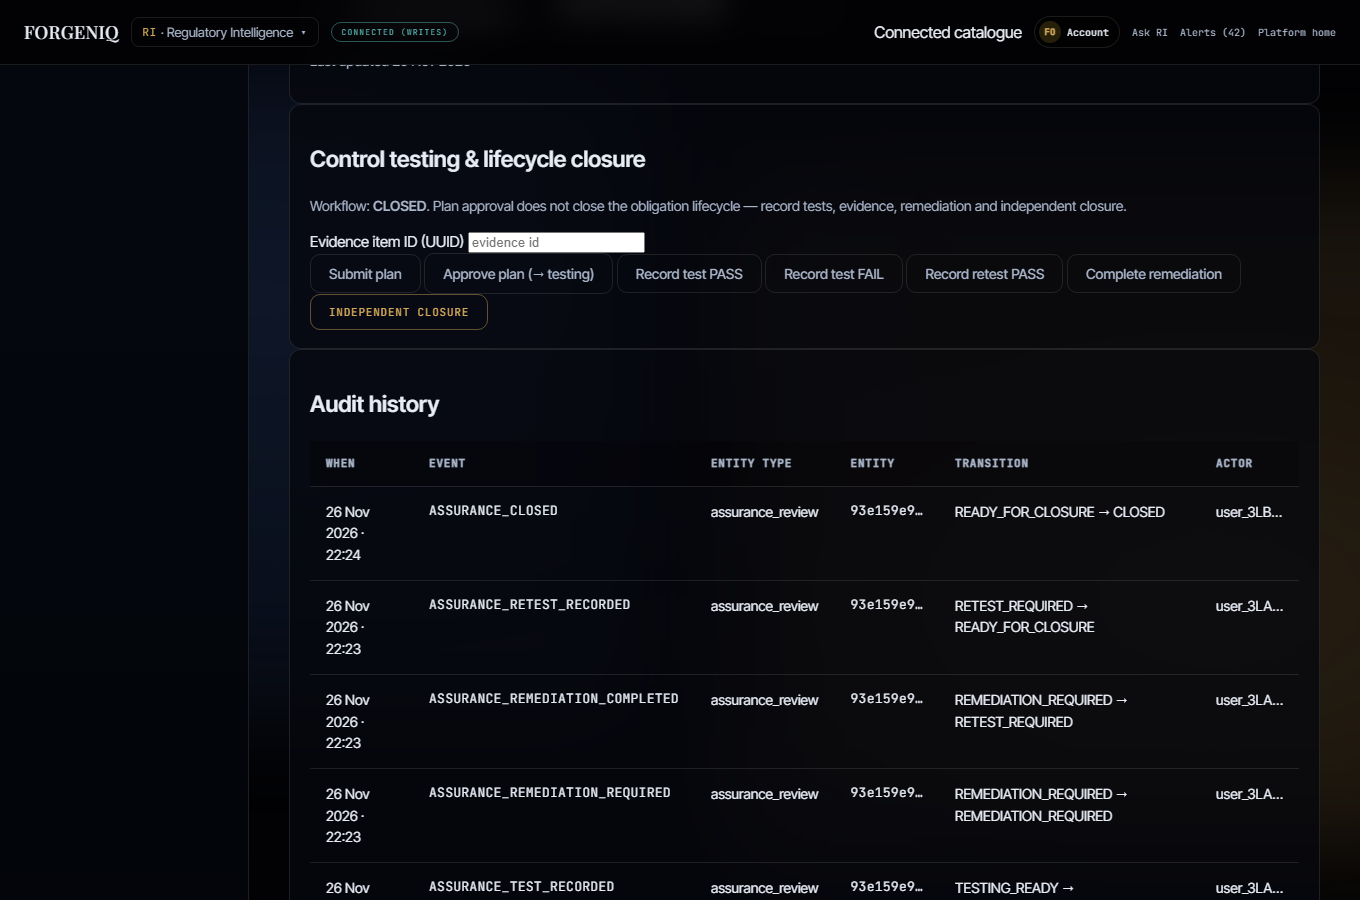 FORGENIQ
RI · Regulatory Intelligence ▾
CONNECTED (WRITES)
Connected catalogue
FO Account
Ask RI
Alerts (42)
Platform home
Control testing & lifecycle closure
Workflow: CLOSED. Plan approval does not close the obligation lifecycle — record tests, evidence, remediation and independent closure.
Evidence item ID (UUID) evidence id
Submit plan
Approve plan (→ testing)
Record test PASS
Record test FAIL
Record retest PASS
Complete remediation
INDEPENDENT CLOSURE
Audit history
WHEN EVENT ENTITY TYPE ENTITY TRANSITION ACTOR
26 Nov 2026 · 22:24 ASSURANCE_CLOSED assurance_review 93e159e9… READY_FOR_CLOSURE → CLOSED user_3LB…
26 Nov 2026 · 22:23 ASSURANCE_RETEST_RECORDED assurance_review 93e159e9… RETEST_REQUIRED → READY_FOR_CLOSURE user_3LA…
26 Nov 2026 · 22:23 ASSURANCE_REMEDIATION_COMPLETED assurance_review 93e159e9… REMEDIATION_REQUIRED → RETEST_REQUIRED user_3LA…
26 Nov 2026 · 22:23 ASSURANCE_REMEDIATION_REQUIRED assurance_review 93e159e9… REMEDIATION_REQUIRED → REMEDIATION_REQUIRED user_3LA…
26 Nov ASSURANCE_TEST_RECORDED assurance_review 93e159e9… TESTING_READY → user_3LA…